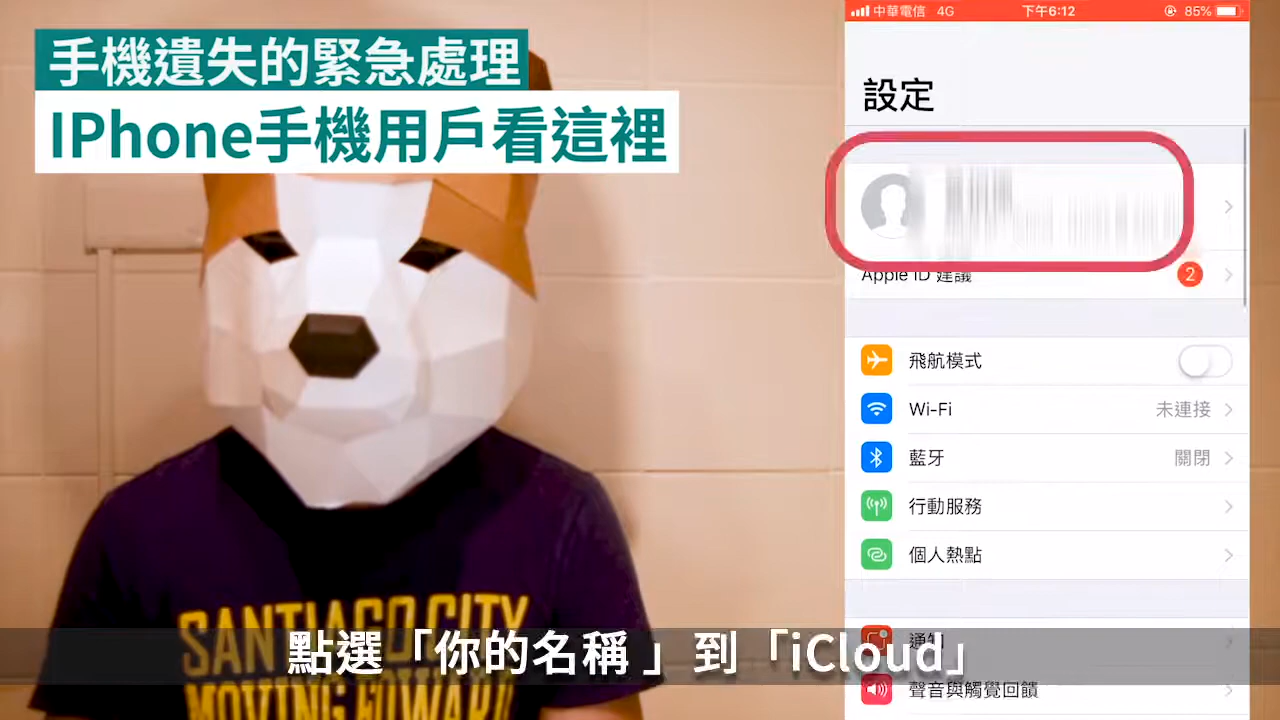 手機遺失的緊急處理
IPhone手機用戶看這裡
中華電信 4G 下午6:12 85%
設定
Apple ID 建議 2
飛航模式
Wi-Fi 未連接
藍牙 關閉
行動服務
個人熱點
通知
聲音與觸覺回饋
SANTIAGO CITY
MOVING FOWARD
點選「你的名稱 」到「iCloud」